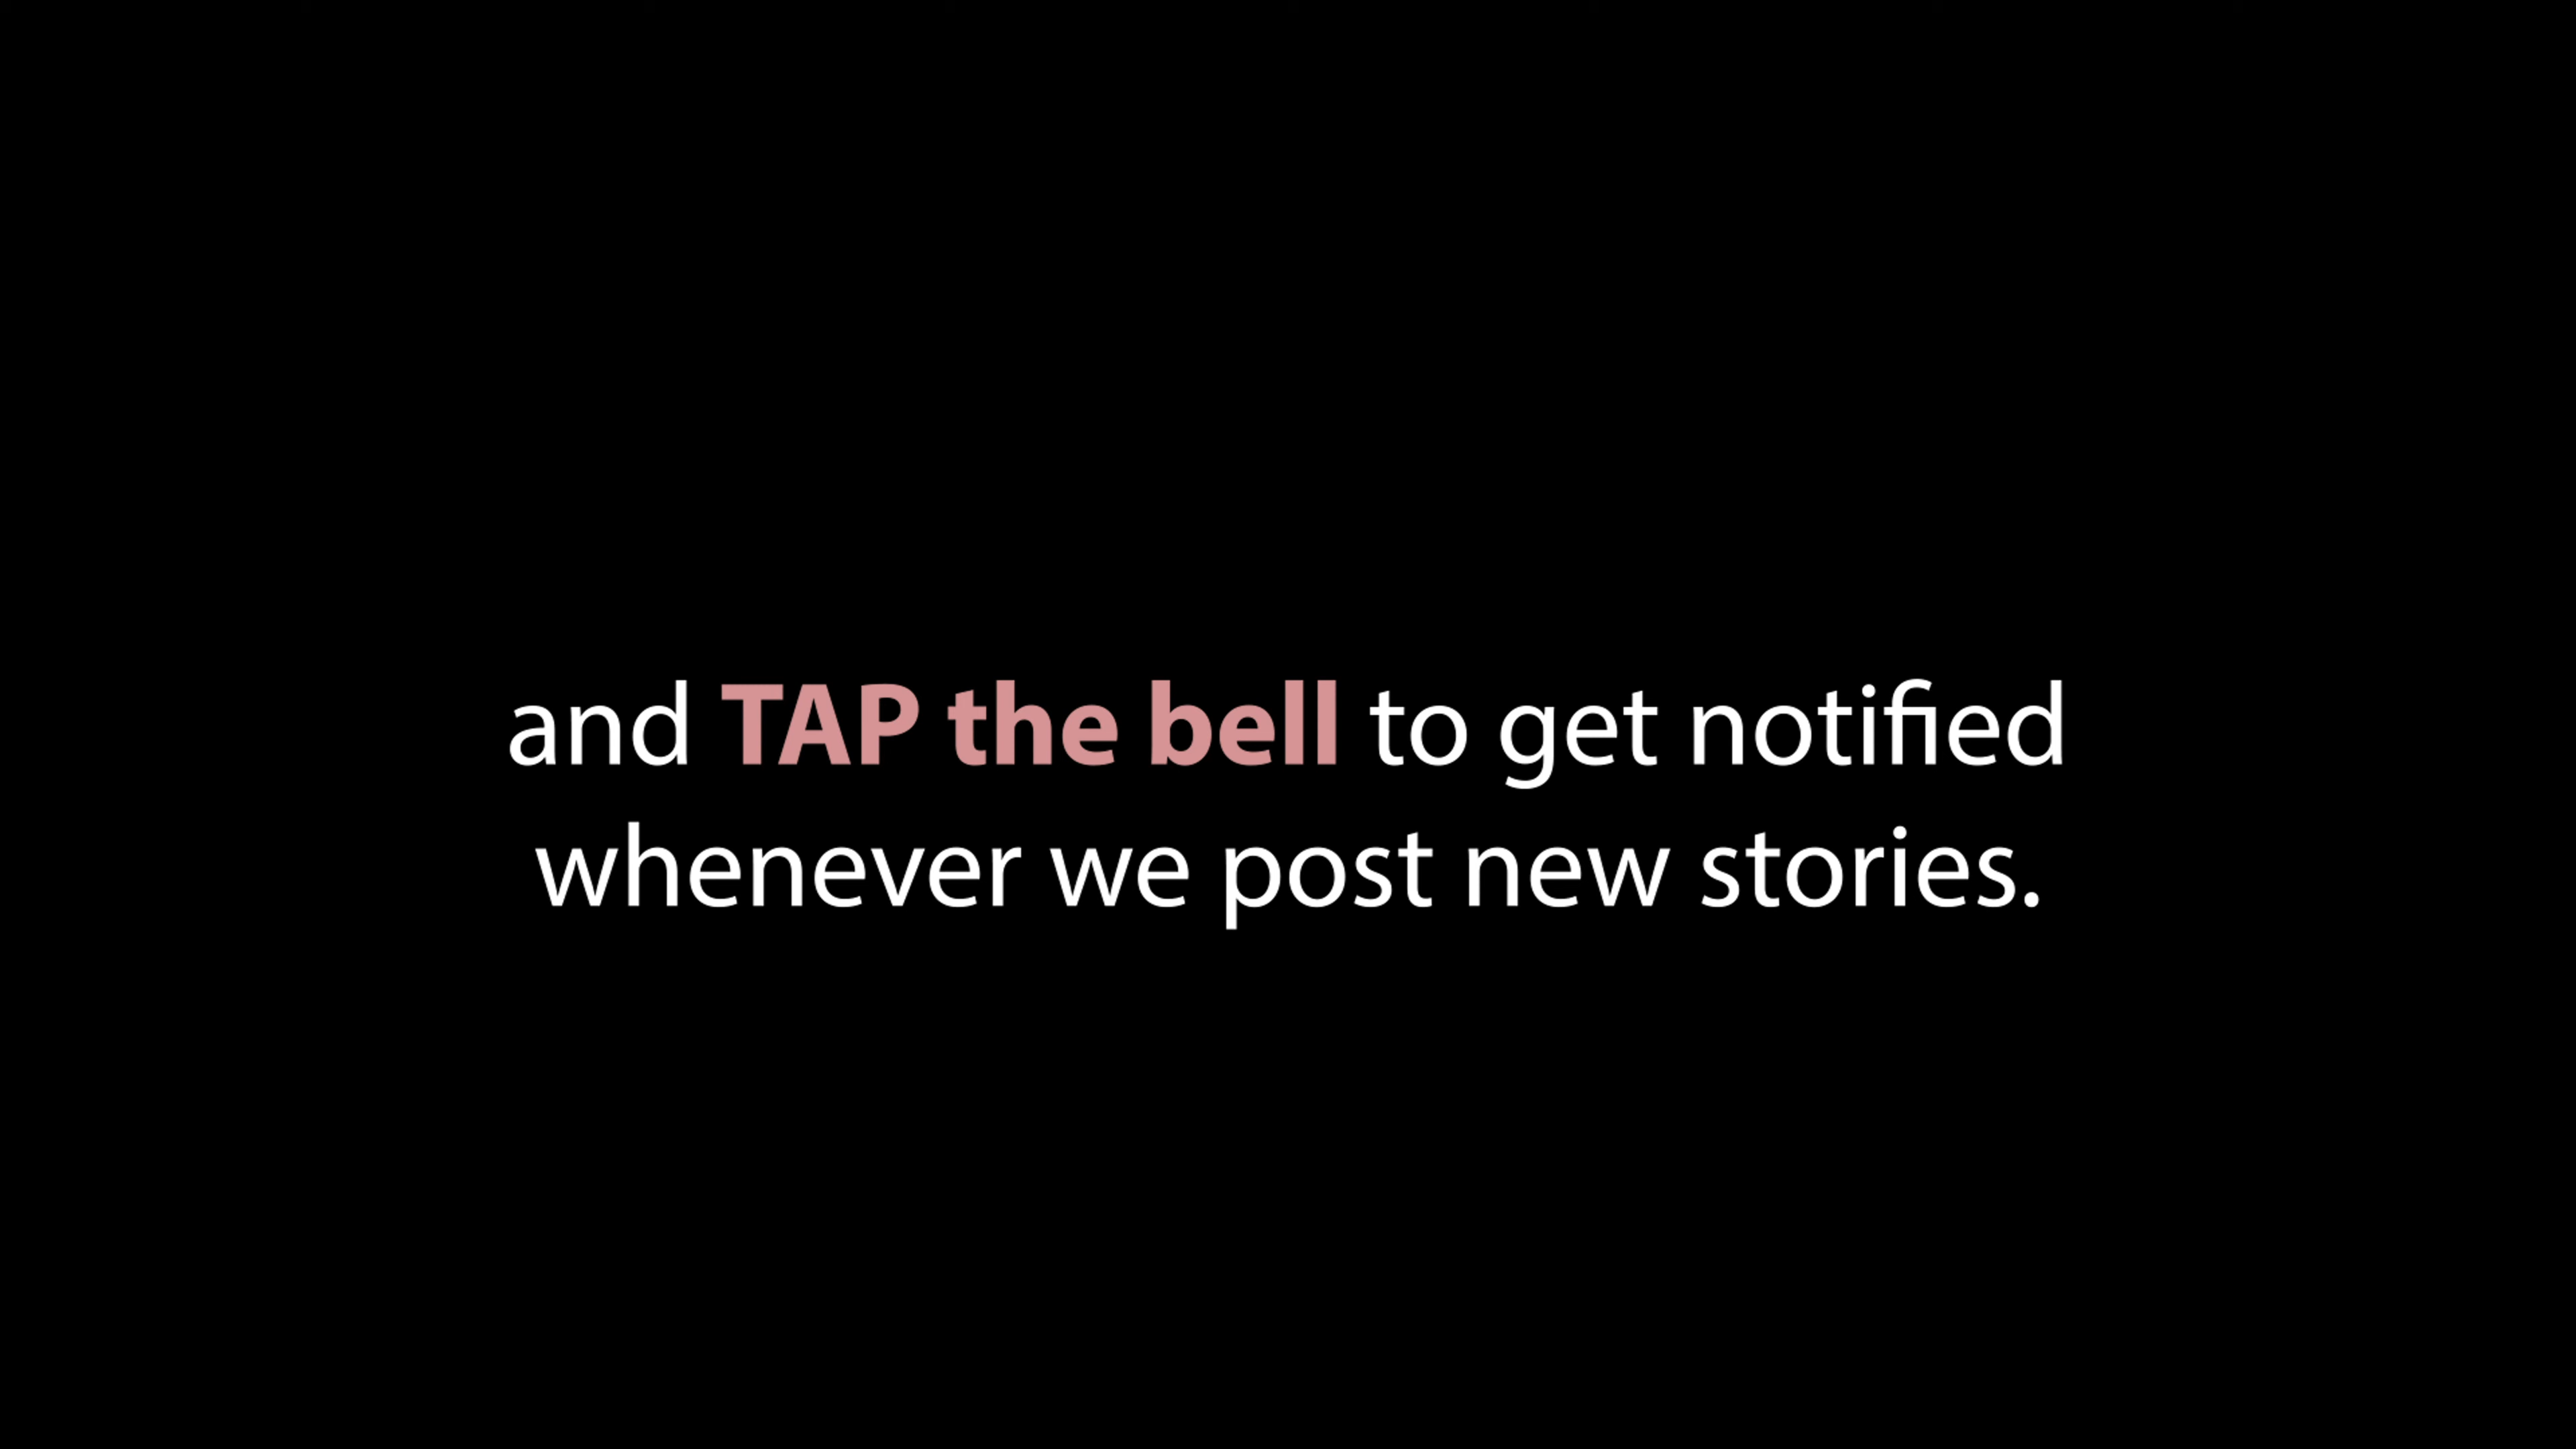 and TAP the bell to get notified
whenever we post new stories.